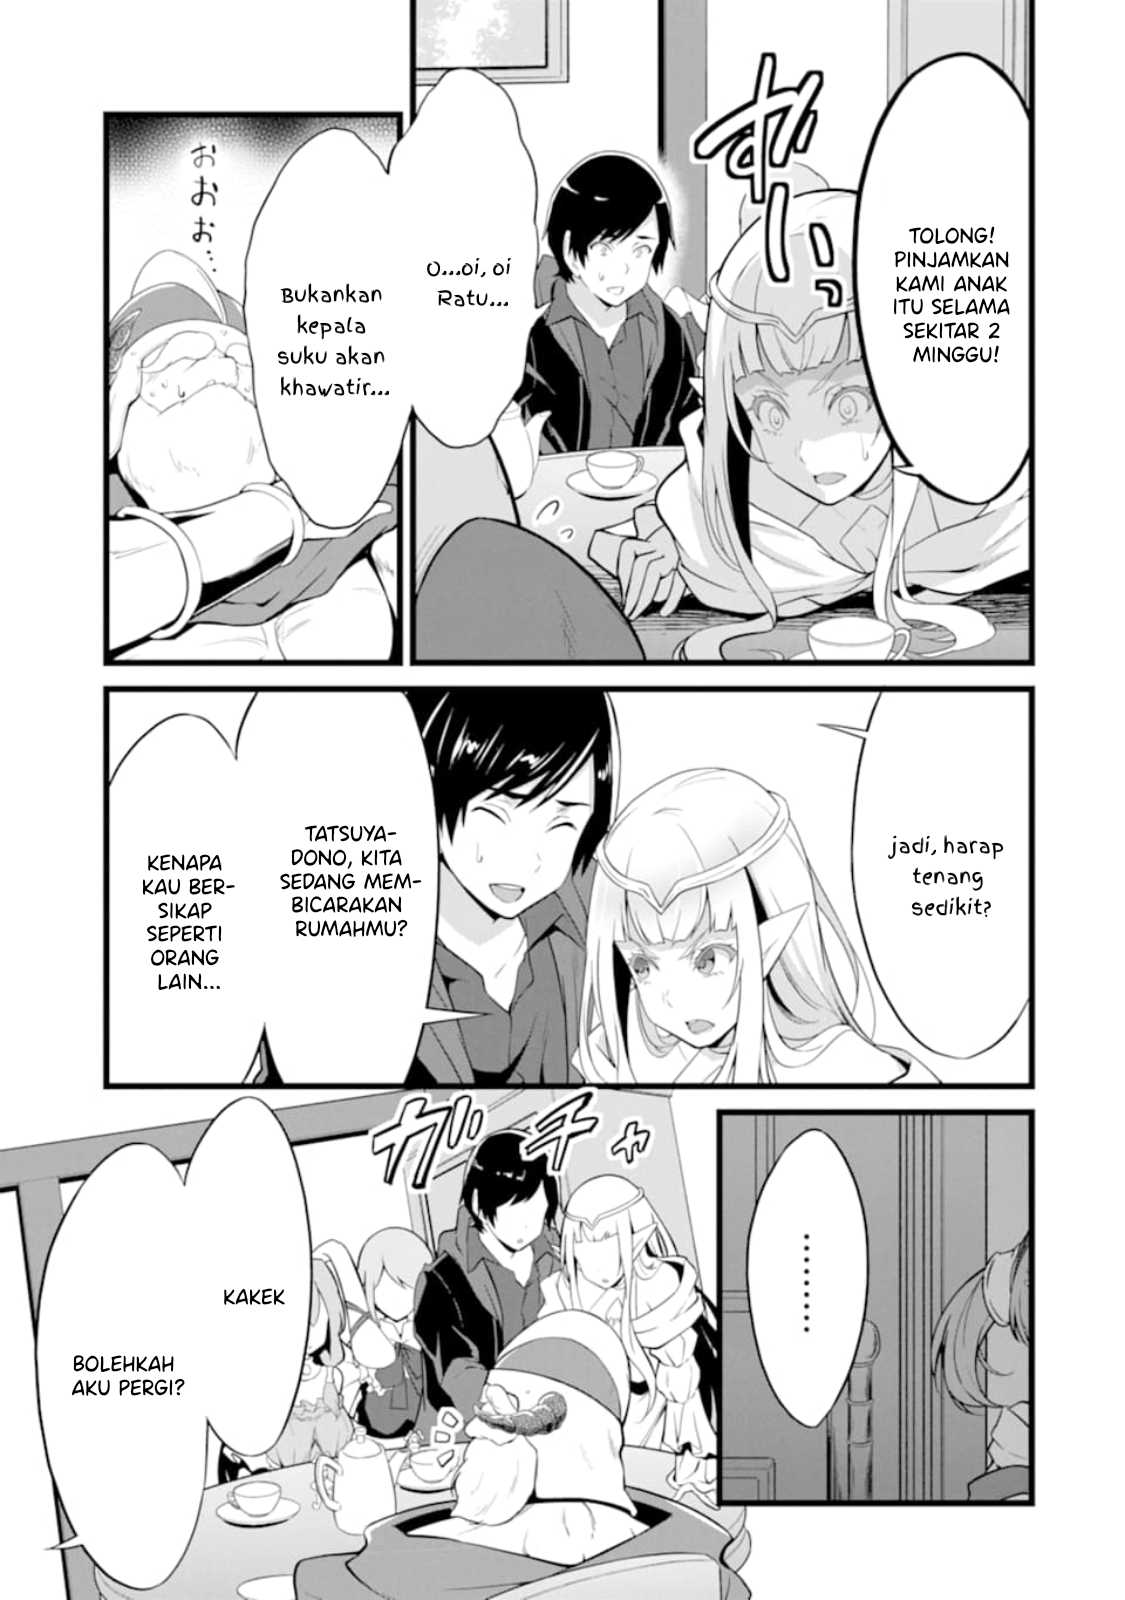 TOLONG!
PINJAMKAN
KAMI ANAK
ITU SELAMA
SEKITAR 2
MINGGU!
ずいっ
O...oi, oi
Ratu...
Bukankan
kepala
suku akan
khawatir...
おおお...
jadi, harap
tenang
sedikit?
TATSUYA-
DONO, KITA
SEDANG MEM-
BICARAKAN
RUMAHMU?
KENAPA
KAU BER-
SIKAP
SEPERTI
ORANG
LAIN...
.........
ガチャ
KAKEK
BOLEHKAH
AKU PERGI?